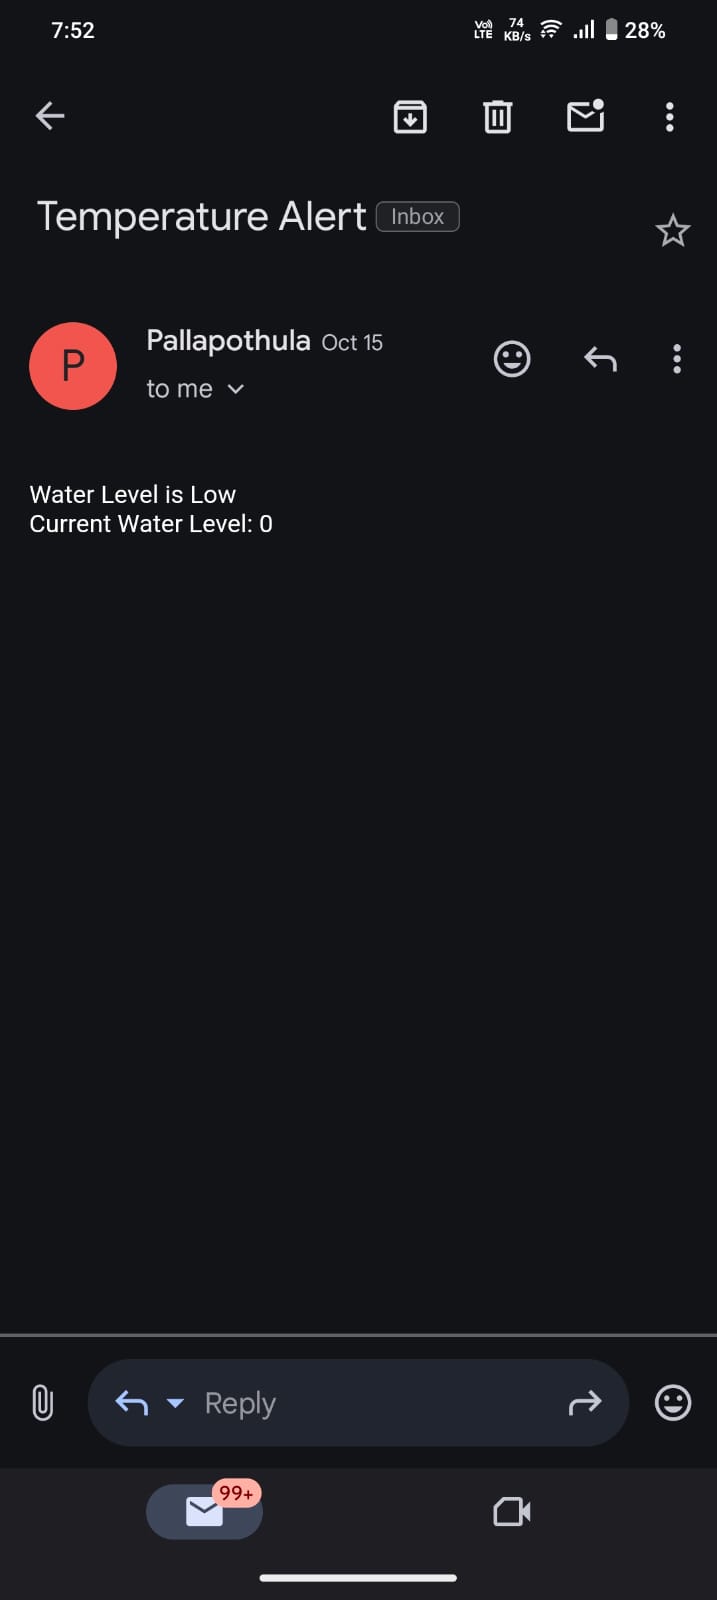 7:52
Vo) LTE 74 KB/s 28%
Temperature Alert Inbox
P
Pallapothula Oct 15
to me
Water Level is Low
Current Water Level: 0
Reply
99+